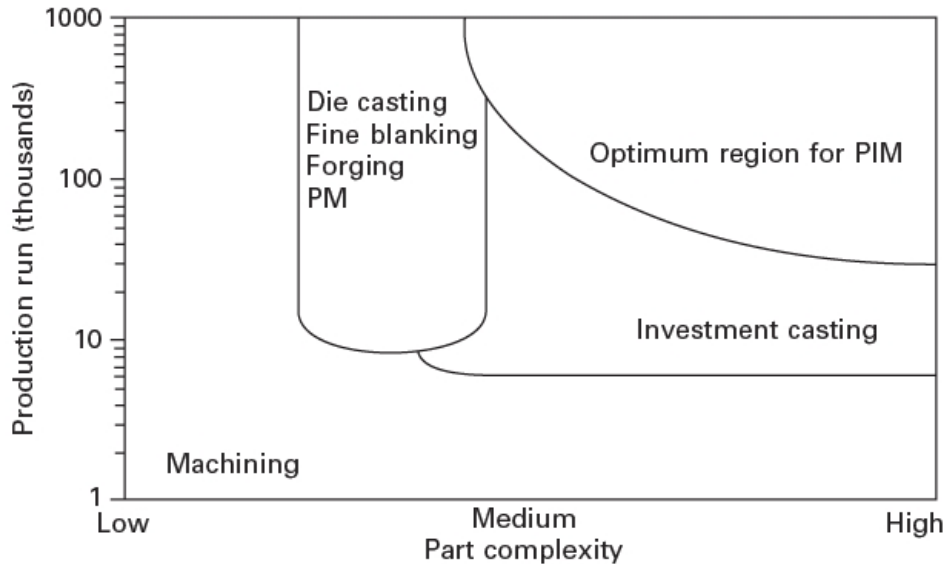 1000
Die casting
Fine blanking
Forging
PM
Optimum region for PIM
100
Production run (thousands)
10
Investment casting
Machining
1
Low
Medium
High
Part complexity